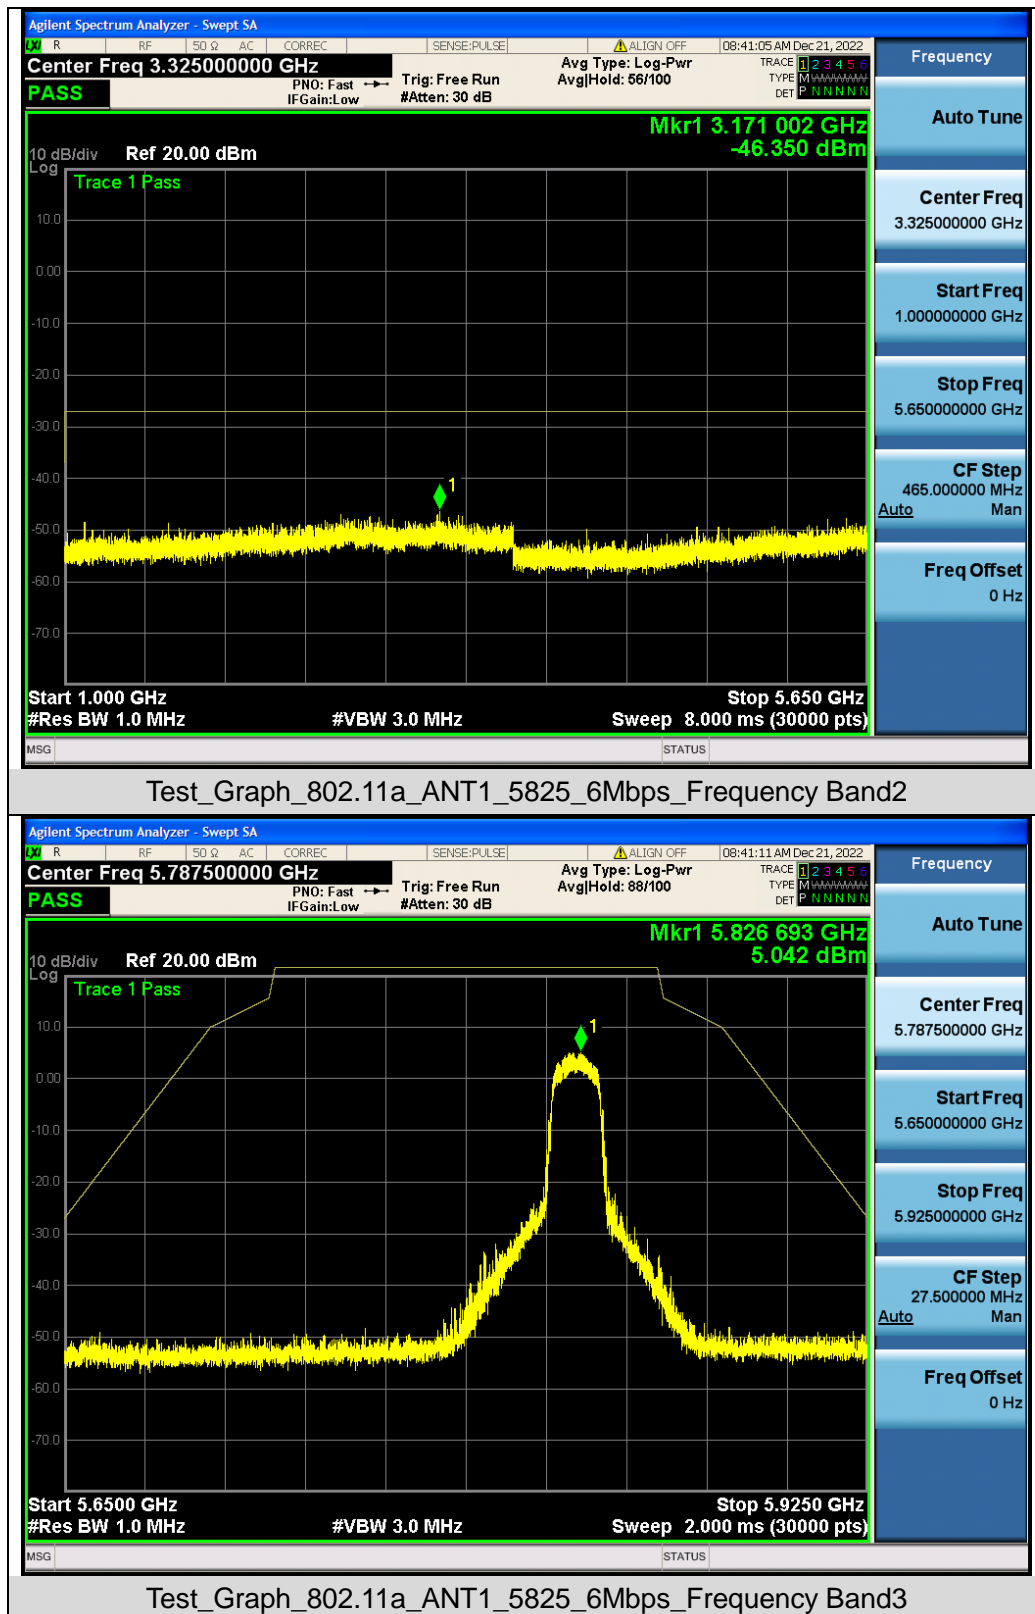 Agilent Spectrum Analyzer - Swept SA
LXI R RF 50 Ω AC CORREC SENSE:PULSE ALIGN OFF 08:41:05 AM Dec 21, 2022
Center Freq 3.325000000 GHz
PASS
PNO: Fast
IFGain:Low
Trig: Free Run
#Atten: 30 dB
Avg Type: Log-Pwr
Avg|Hold: 56/100
TRACE 1 2 3 4 5 6
TYPE M WWWWW
DET P N N N N N
Mkr1 3.171 002 GHz
-46.350 dBm
10 dB/div Ref 20.00 dBm
Log
Trace 1 Pass
10.0
0.00
-10.0
-20.0
-30.0
-40.0
-50.0
-60.0
-70.0
1
Start 1.000 GHz Stop 5.650 GHz
#Res BW 1.0 MHz #VBW 3.0 MHz Sweep 8.000 ms (30000 pts)
MSG STATUS
Frequency
Auto Tune
Center Freq
3.325000000 GHz
Start Freq
1.000000000 GHz
Stop Freq
5.650000000 GHz
CF Step
465.000000 MHz
Auto Man
Freq Offset
0 Hz
Test_Graph_802.11a_ANT1_5825_6Mbps_Frequency Band2
Agilent Spectrum Analyzer - Swept SA
LXI R RF 50 Ω AC CORREC SENSE:PULSE ALIGN OFF 08:41:11 AM Dec 21, 2022
Center Freq 5.787500000 GHz
PASS
PNO: Fast
IFGain:Low
Trig: Free Run
#Atten: 30 dB
Avg Type: Log-Pwr
Avg|Hold: 88/100
TRACE 1 2 3 4 5 6
TYPE M WWWWW
DET P N N N N N
Mkr1 5.826 693 GHz
5.042 dBm
10 dB/div Ref 20.00 dBm
Log
Trace 1 Pass
10.0
0.00
-10.0
-20.0
-30.0
-40.0
-50.0
-60.0
-70.0
1
Start 5.6500 GHz Stop 5.9250 GHz
#Res BW 1.0 MHz #VBW 3.0 MHz Sweep 2.000 ms (30000 pts)
MSG STATUS
Frequency
Auto Tune
Center Freq
5.787500000 GHz
Start Freq
5.650000000 GHz
Stop Freq
5.925000000 GHz
CF Step
27.500000 MHz
Auto Man
Freq Offset
0 Hz
Test_Graph_802.11a_ANT1_5825_6Mbps_Frequency Band3